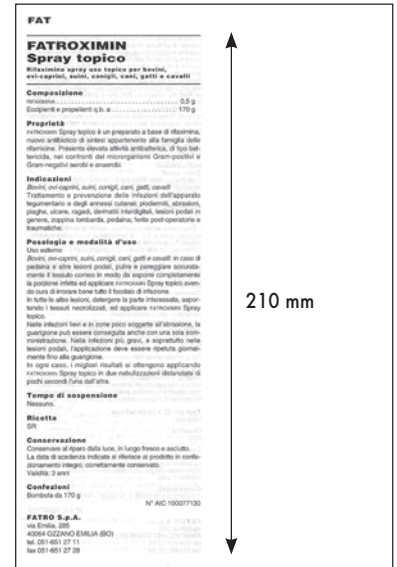 FAT
FATROXIMIN
Spray topico
Rifaximina spray uso topico per bovini,
ovi-caprini, suini, conigli, cani, gatti e cavalli
Composizione
RIFAXIMINA 0,5 g
Eccipienti e propellenti q.b. a 170 g
Proprietà
FATROXIMIN Spray topico è un preparato a base di rifaximina,
nuovo antibiotico di sintesi appartenente alla famiglia delle
rifamicine. Presenta elevata attività antibatterica, di tipo bat-
tericida, nei confronti dei microrganismi Gram-positivi e
Gram-negativi aerobi e anaerobi.
Indicazioni
Bovini, ovi-caprini, suini, conigli, cani, gatti, cavalli
Trattamento e prevenzione delle infezioni dell'apparato
tegumentario e degli annessi cutanei: piodermiti, abrasioni,
piaghe, ulcere, ragadi, dermatiti interdigitali, lesioni podali in
genere, zoppina lombarda, pedaina, ferite post-operatorie e
traumatiche.
Posologia e modalità d'uso
Uso esterno
Bovini, ovi-caprini, suini, conigli, cani, gatti e cavalli: in caso di
pedaina e altre lesioni podali, pulire e pareggiare accurata-
mente il tessuto corneo in modo da esporre completamente
la porzione infetta ed applicare FATROXIMIN Spray topico aven-
do cura di irrorare bene tutto il focolaio di infezione.
In tutte le altre lesioni, detergere la parte interessata, aspor-
tando i tessuti necrotizzati, ed applicare FATROXIMIN Spray
topico.
Nelle infezioni lievi e in zone poco soggette all'abrasione, la
guarigione può essere conseguita anche con una sola som-
ministrazione. Nelle infezioni più gravi, e soprattutto nelle
lesioni podali, l'applicazione deve essere ripetuta giornal-
mente fino alla guarigione.
In ogni caso, i migliori risultati si ottengono applicando
FATROXIMIN Spray topico in due nebulizzazioni distanziate di
pochi secondi l'una dall'altra.
Tempo di sospensione
Nessuno.
Ricetta
SR
Conservazione
Conservare al riparo dalla luce, in luogo fresco e asciutto.
La data di scadenza indicata si riferisce al prodotto in confe-
zionamento integro, correttamente conservato.
Validità: 3 anni
Confezioni
Bombola da 170 g
N° AIC 100077130
FATRO S.p.A.
via Emilia, 285
40064 OZZANO EMILIA (BO)
tel. 051-651 27 11
fax 051-651 27 28
210 mm